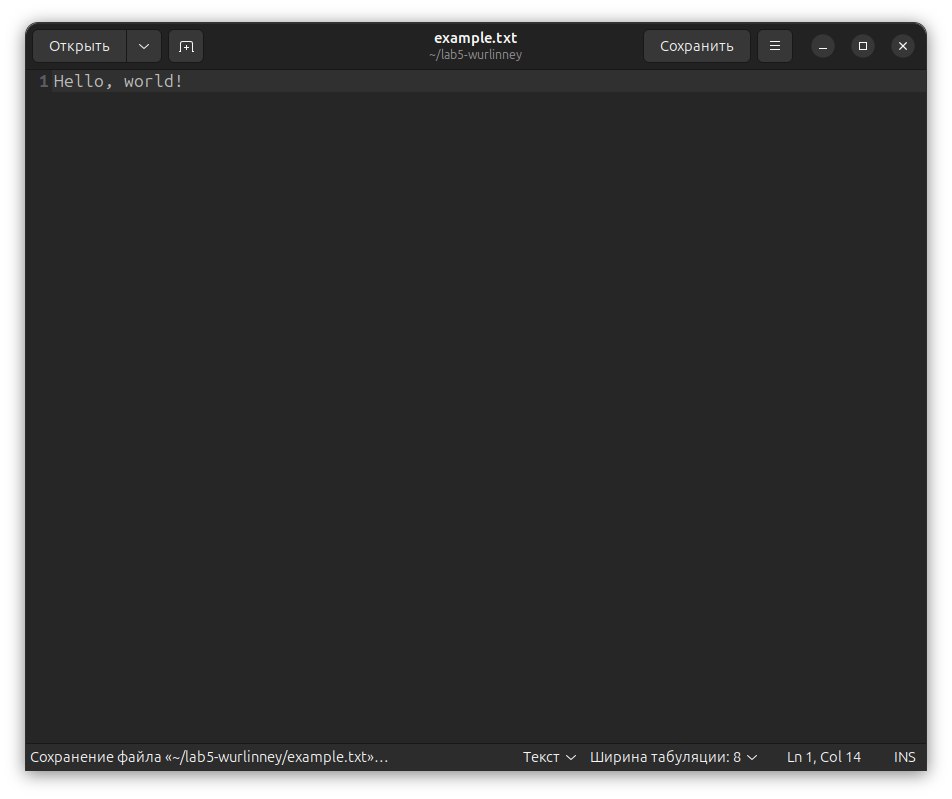 Открыть
example.txt
~/lab5-wurlinney
Сохранить
1 Hello, world!
Сохранение файла «~/lab5-wurlinney/example.txt»…
Текст
Ширина табуляции: 8
Ln 1, Col 14
INS